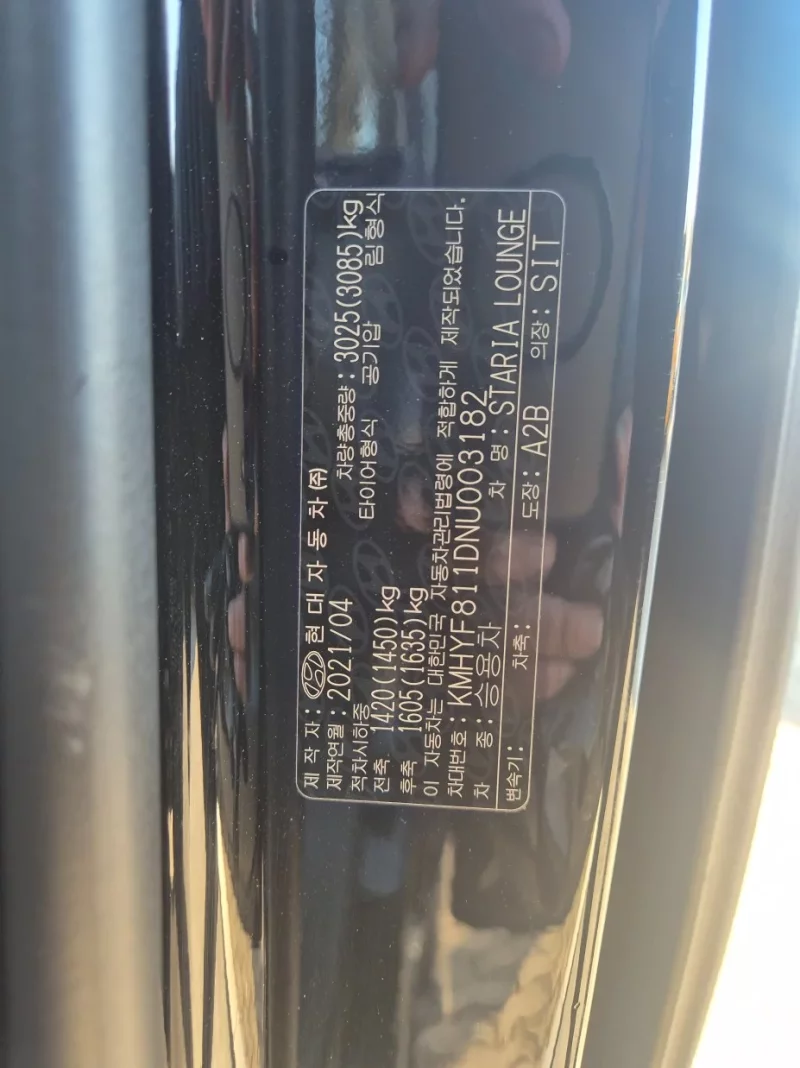 제 작 자 : HYUNDAI 현 대 자 동 차 (주)
제작연월 : 2021/04 차량총중량 : 3025(3085)kg
적차시하중 타이어형식 공기압 림형식
전축 1420(1450)kg
후축 1605(1635)kg
이 자동차는 대한민국 자동차관리법령에 적합하게 제작되었습니다.
차대번호 : KMHYF811DNU003182
차 종 : 승용차 차 명 : STARIA LOUNGE
변속기 : 차축 : 도장 : A2B 의장 : SIT